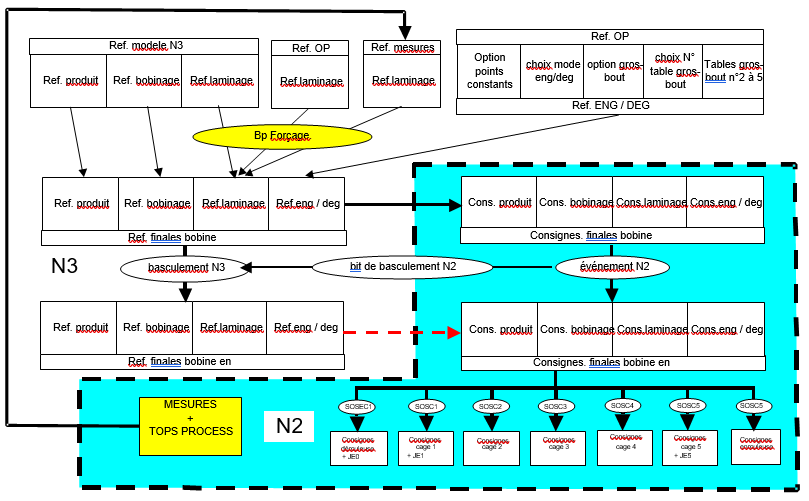 Ref. OP
Ref. modele N3
Ref. OP
Ref. mesures
Option
points
constants
choix mode
eng/deg
option gros-
bout
choix N°
table gros-
bout
Tables gros-
bout n°2 à 5
Ref. produit
Ref. bobinage
Ref.laminage
Ref.laminage
Ref.laminage
Ref. ENG / DEG
Bp Forçage
Ref. produit
Ref. bobinage
Ref.laminage
Ref.eng / deg
Cons. produit
Cons. bobinage
Cons.laminage
Cons.eng / deg
Ref. finales bobine
Consignes. finales bobine
N3
basculement N3
bit de basculement N2
événement N2
Ref. produit
Ref. bobinage
Ref.laminage
Ref.eng / deg
Cons. produit
Cons. bobinage
Cons.laminage
Cons.eng / deg
Ref. finales bobine en
Consignes. finales bobine en
MESURES
+
TOPS PROCESS
N2
SOSEC1
SOSC1
SOSC2
SOSC3
SOSC4
SOSC5
SOSC5
Consignes
dérouleuse
+ JE0
Consignes
cage 1
+ JE1
Consignes
cage 2
Consignes
cage 3
Consignes
cage 4
Consignes
cage 5
+ JE5
Consignes
enrouleuse